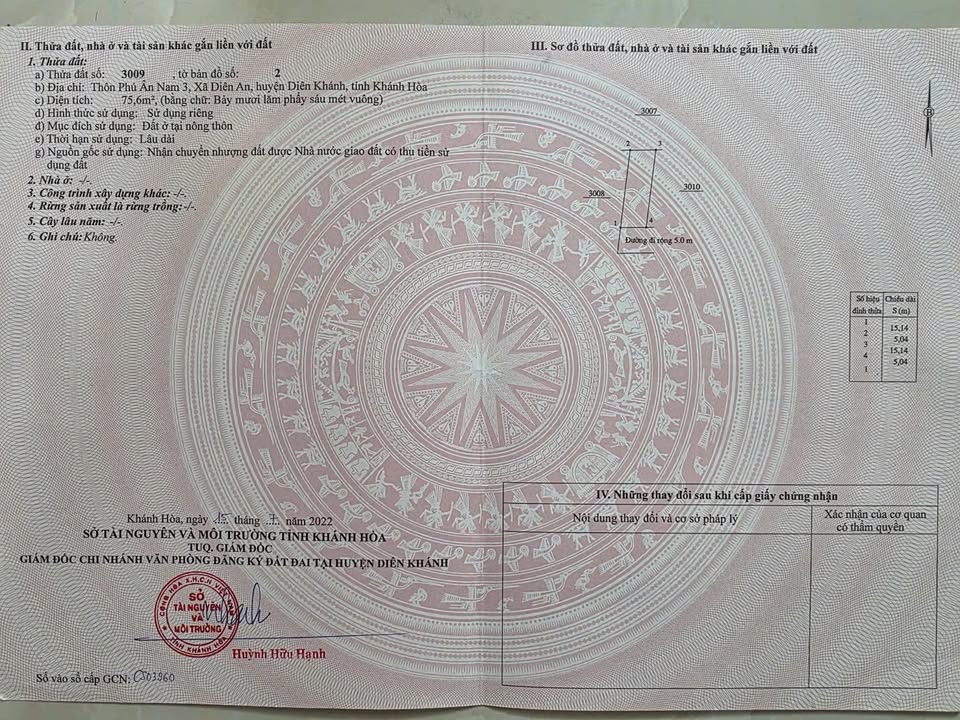 II. Thửa đất, nhà ở và tài sản khác gắn liền với đất
1. Thửa đất:
a) Thửa đất số: 3009 , tờ bản đồ số: 2
b) Địa chỉ: Thôn Phú Ân Nam 3, Xã Diên An, huyện Diên Khánh, tỉnh Khánh Hòa
c) Diện tích: 75,6m², (bằng chữ: Bảy mươi lăm phẩy sáu mét vuông)
d) Hình thức sử dụng: Sử dụng riêng
đ) Mục đích sử dụng: Đất ở tại nông thôn
e) Thời hạn sử dụng: Lâu dài
g) Nguồn gốc sử dụng: Nhận chuyển nhượng đất được Nhà nước giao đất có thu tiền sử
dụng đất
2. Nhà ở: -/-.
3. Công trình xây dựng khác: -/-.
4. Rừng sản xuất là rừng trồng: -/-.
5. Cây lâu năm: -/-.
6. Ghi chú: Không.
Khánh Hòa, ngày 15 tháng 7 năm 2022
SỞ TÀI NGUYÊN VÀ MÔI TRƯỜNG TỈNH KHÁNH HÒA
TUQ. GIÁM ĐỐC
GIÁM ĐỐC CHI NHÁNH VĂN PHÒNG ĐĂNG KÝ ĐẤT ĐAI TẠI HUYỆN DIÊN KHÁNH
CỘNG HÒA X.H.C.N VIỆT NAM
SỞ
TÀI NGUYÊN
VÀ
MÔI TRƯỜNG
TỈNH KHÁNH HÒA
Huỳnh Hữu Hạnh
Số vào sổ cấp GCN: CS03960
III. Sơ đồ thửa đất, nhà ở và tài sản khác gắn liền với đất
B
3007
2 3
3008
3010
1 4
Đường đi rộng 5.0 m
Số hiệu Chiều dài
đỉnh thửa S (m)
1
15,14
2
5,04
3
15,14
4
5,04
1
IV. Những thay đổi sau khi cấp giấy chứng nhận
Nội dung thay đổi và cơ sở pháp lý
Xác nhận của cơ quan
có thẩm quyền